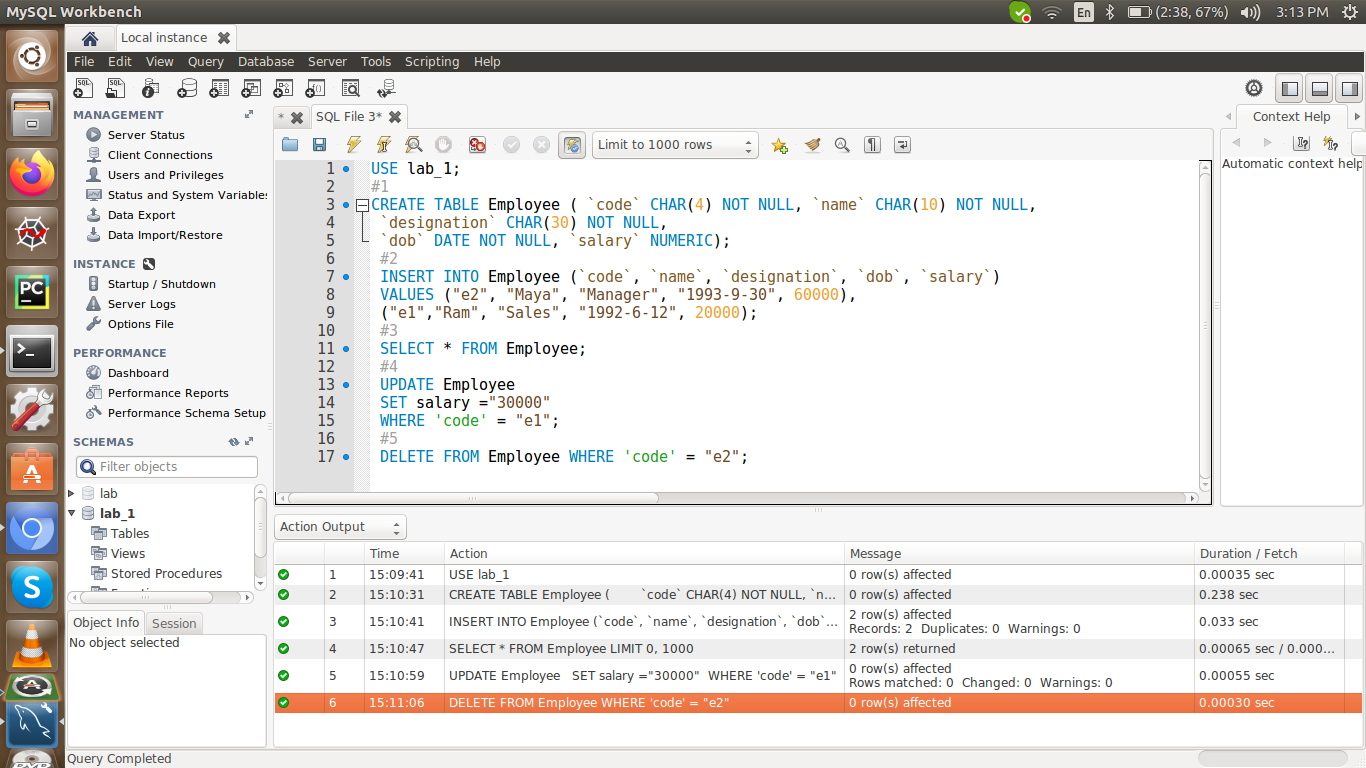 MySQL Workbench
En
(2:38, 67%)
3:13 PM
Local instance
File Edit View Query Database Server Tools Scripting Help
MANAGEMENT
Server Status
Client Connections
Users and Privileges
Status and System Variables
Data Export
Data Import/Restore
INSTANCE
Startup / Shutdown
Server Logs
Options File
PERFORMANCE
Dashboard
Performance Reports
Performance Schema Setup
SCHEMAS
Filter objects
lab
lab_1
Tables
Views
Stored Procedures
Object Info Session
No object selected
* SQL File 3*
Limit to 1000 rows
1 USE lab_1;
2 #1
3 CREATE TABLE Employee ( `code` CHAR(4) NOT NULL, `name` CHAR(10) NOT NULL,
4 `designation` CHAR(30) NOT NULL,
5 `dob` DATE NOT NULL, `salary` NUMERIC);
6 #2
7 INSERT INTO Employee (`code`, `name`, `designation`, `dob`, `salary`)
8 VALUES ("e2", "Maya", "Manager", "1993-9-30", 60000),
9 ("e1","Ram", "Sales", "1992-6-12", 20000);
10 #3
11 SELECT * FROM Employee;
12 #4
13 UPDATE Employee
14 SET salary ="30000"
15 WHERE 'code' = "e1";
16 #5
17 DELETE FROM Employee WHERE 'code' = "e2";
Context Help
Automatic context help
Action Output
Time Action Message Duration / Fetch
1 15:09:41 USE lab_1 0 row(s) affected 0.00035 sec
2 15:10:31 CREATE TABLE Employee ( `code` CHAR(4) NOT NULL, `n... 0 row(s) affected 0.238 sec
3 15:10:41 INSERT INTO Employee (`code`, `name`, `designation`, `dob`... 2 row(s) affected
Records: 2 Duplicates: 0 Warnings: 0 0.033 sec
4 15:10:47 SELECT * FROM Employee LIMIT 0, 1000 2 row(s) returned 0.00065 sec / 0.000...
5 15:10:59 UPDATE Employee SET salary ="30000" WHERE 'code' = "e1" 0 row(s) affected
Rows matched: 0 Changed: 0 Warnings: 0 0.00055 sec
6 15:11:06 DELETE FROM Employee WHERE 'code' = "e2" 0 row(s) affected 0.00030 sec
Query Completed